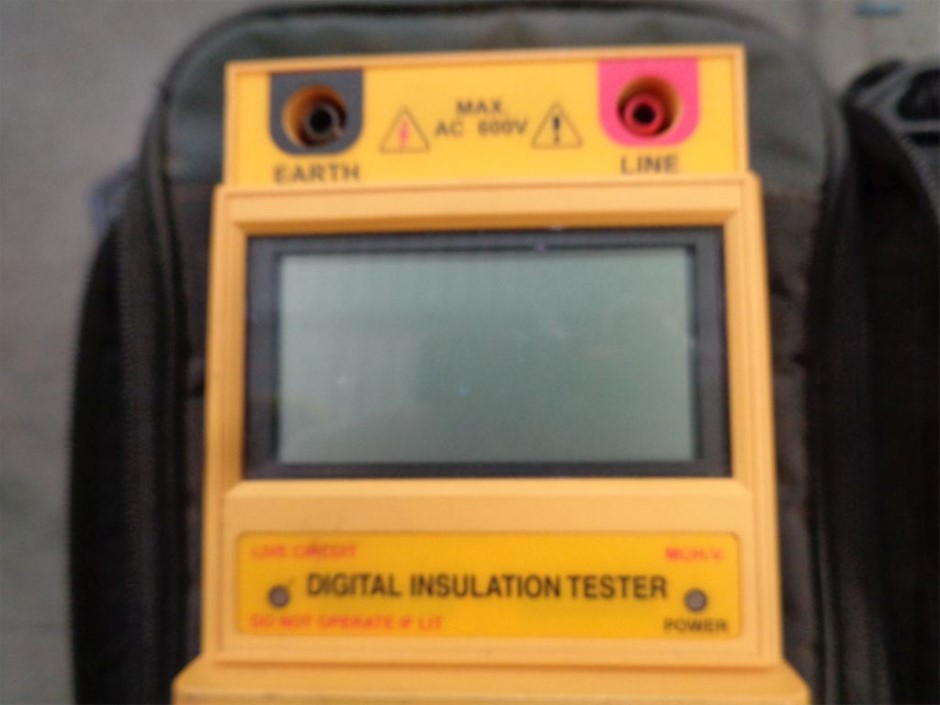 MAX.
AC 600V
EARTH
LINE
LIVE CIRCUIT
DIGITAL INSULATION TESTER
DO NOT OPERATE IF LIT
POWER